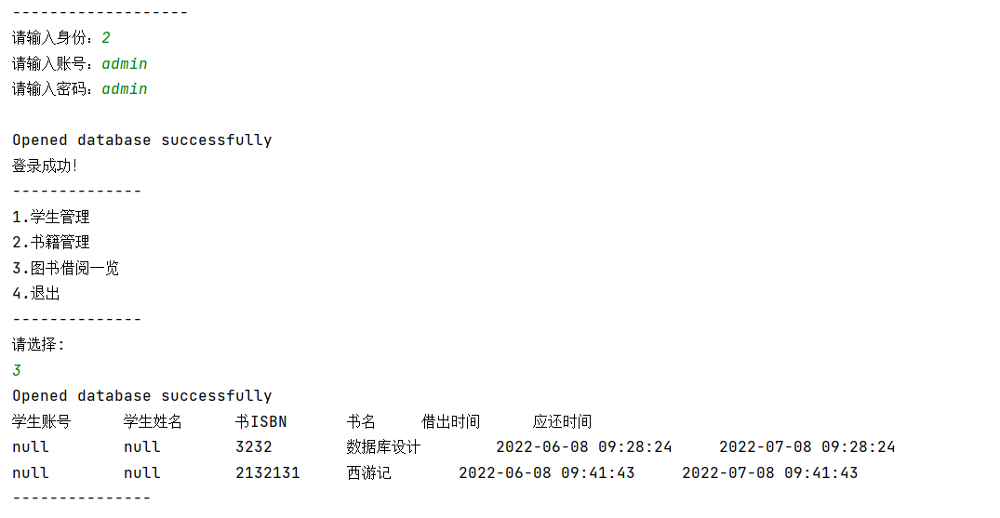 -------------------
请输入身份：2
请输入账号：admin
请输入密码：admin
Opened database successfully
登录成功！
--------------
1.学生管理
2.书籍管理
3.图书借阅一览
4.退出
--------------
请选择:
3
Opened database successfully
学生账号 学生姓名 书ISBN 书名 借出时间 应还时间
null null 3232 数据库设计 2022-06-08 09:28:24 2022-07-08 09:28:24
null null 2132131 西游记 2022-06-08 09:41:43 2022-07-08 09:41:43
---------------